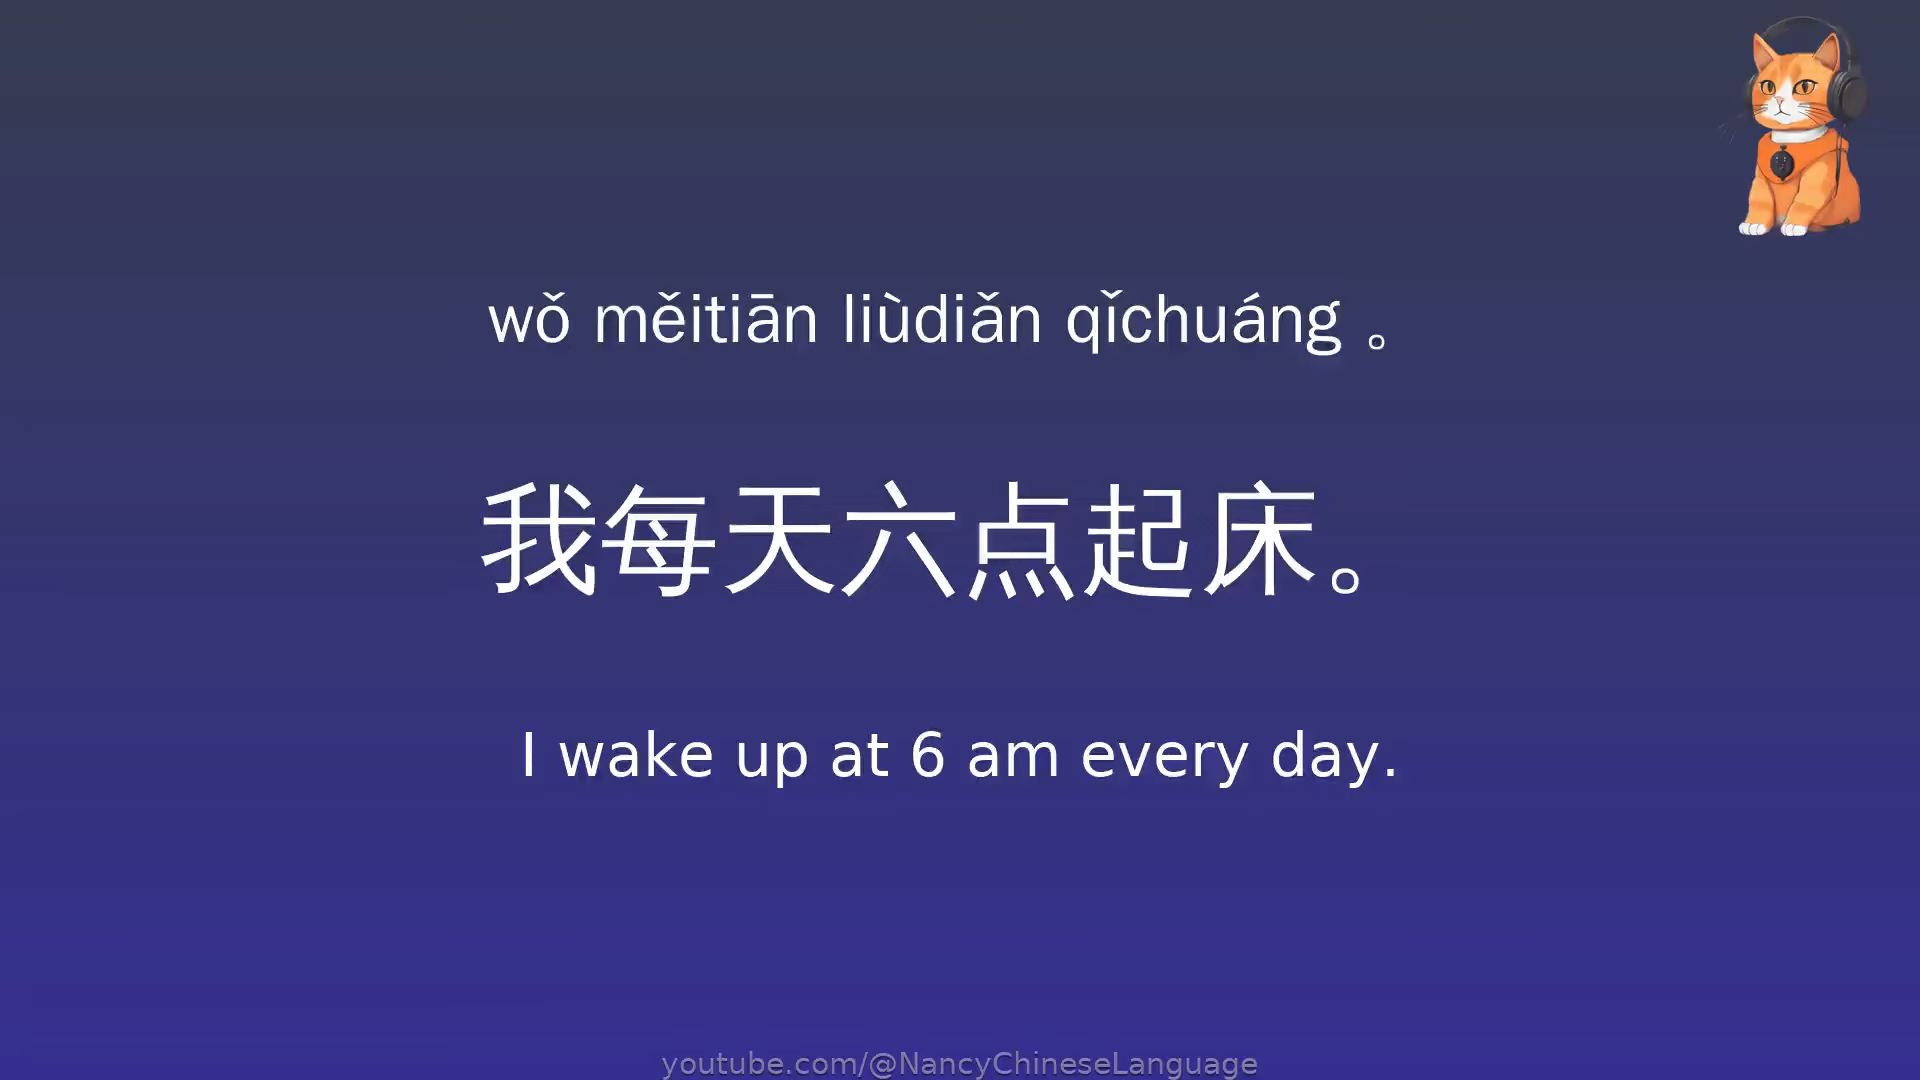 wǒ měitiān liùdiǎn qǐchuáng 。
我每天六点起床。
I wake up at 6 am every day.
youtube.com/@NancyChineseLanguage